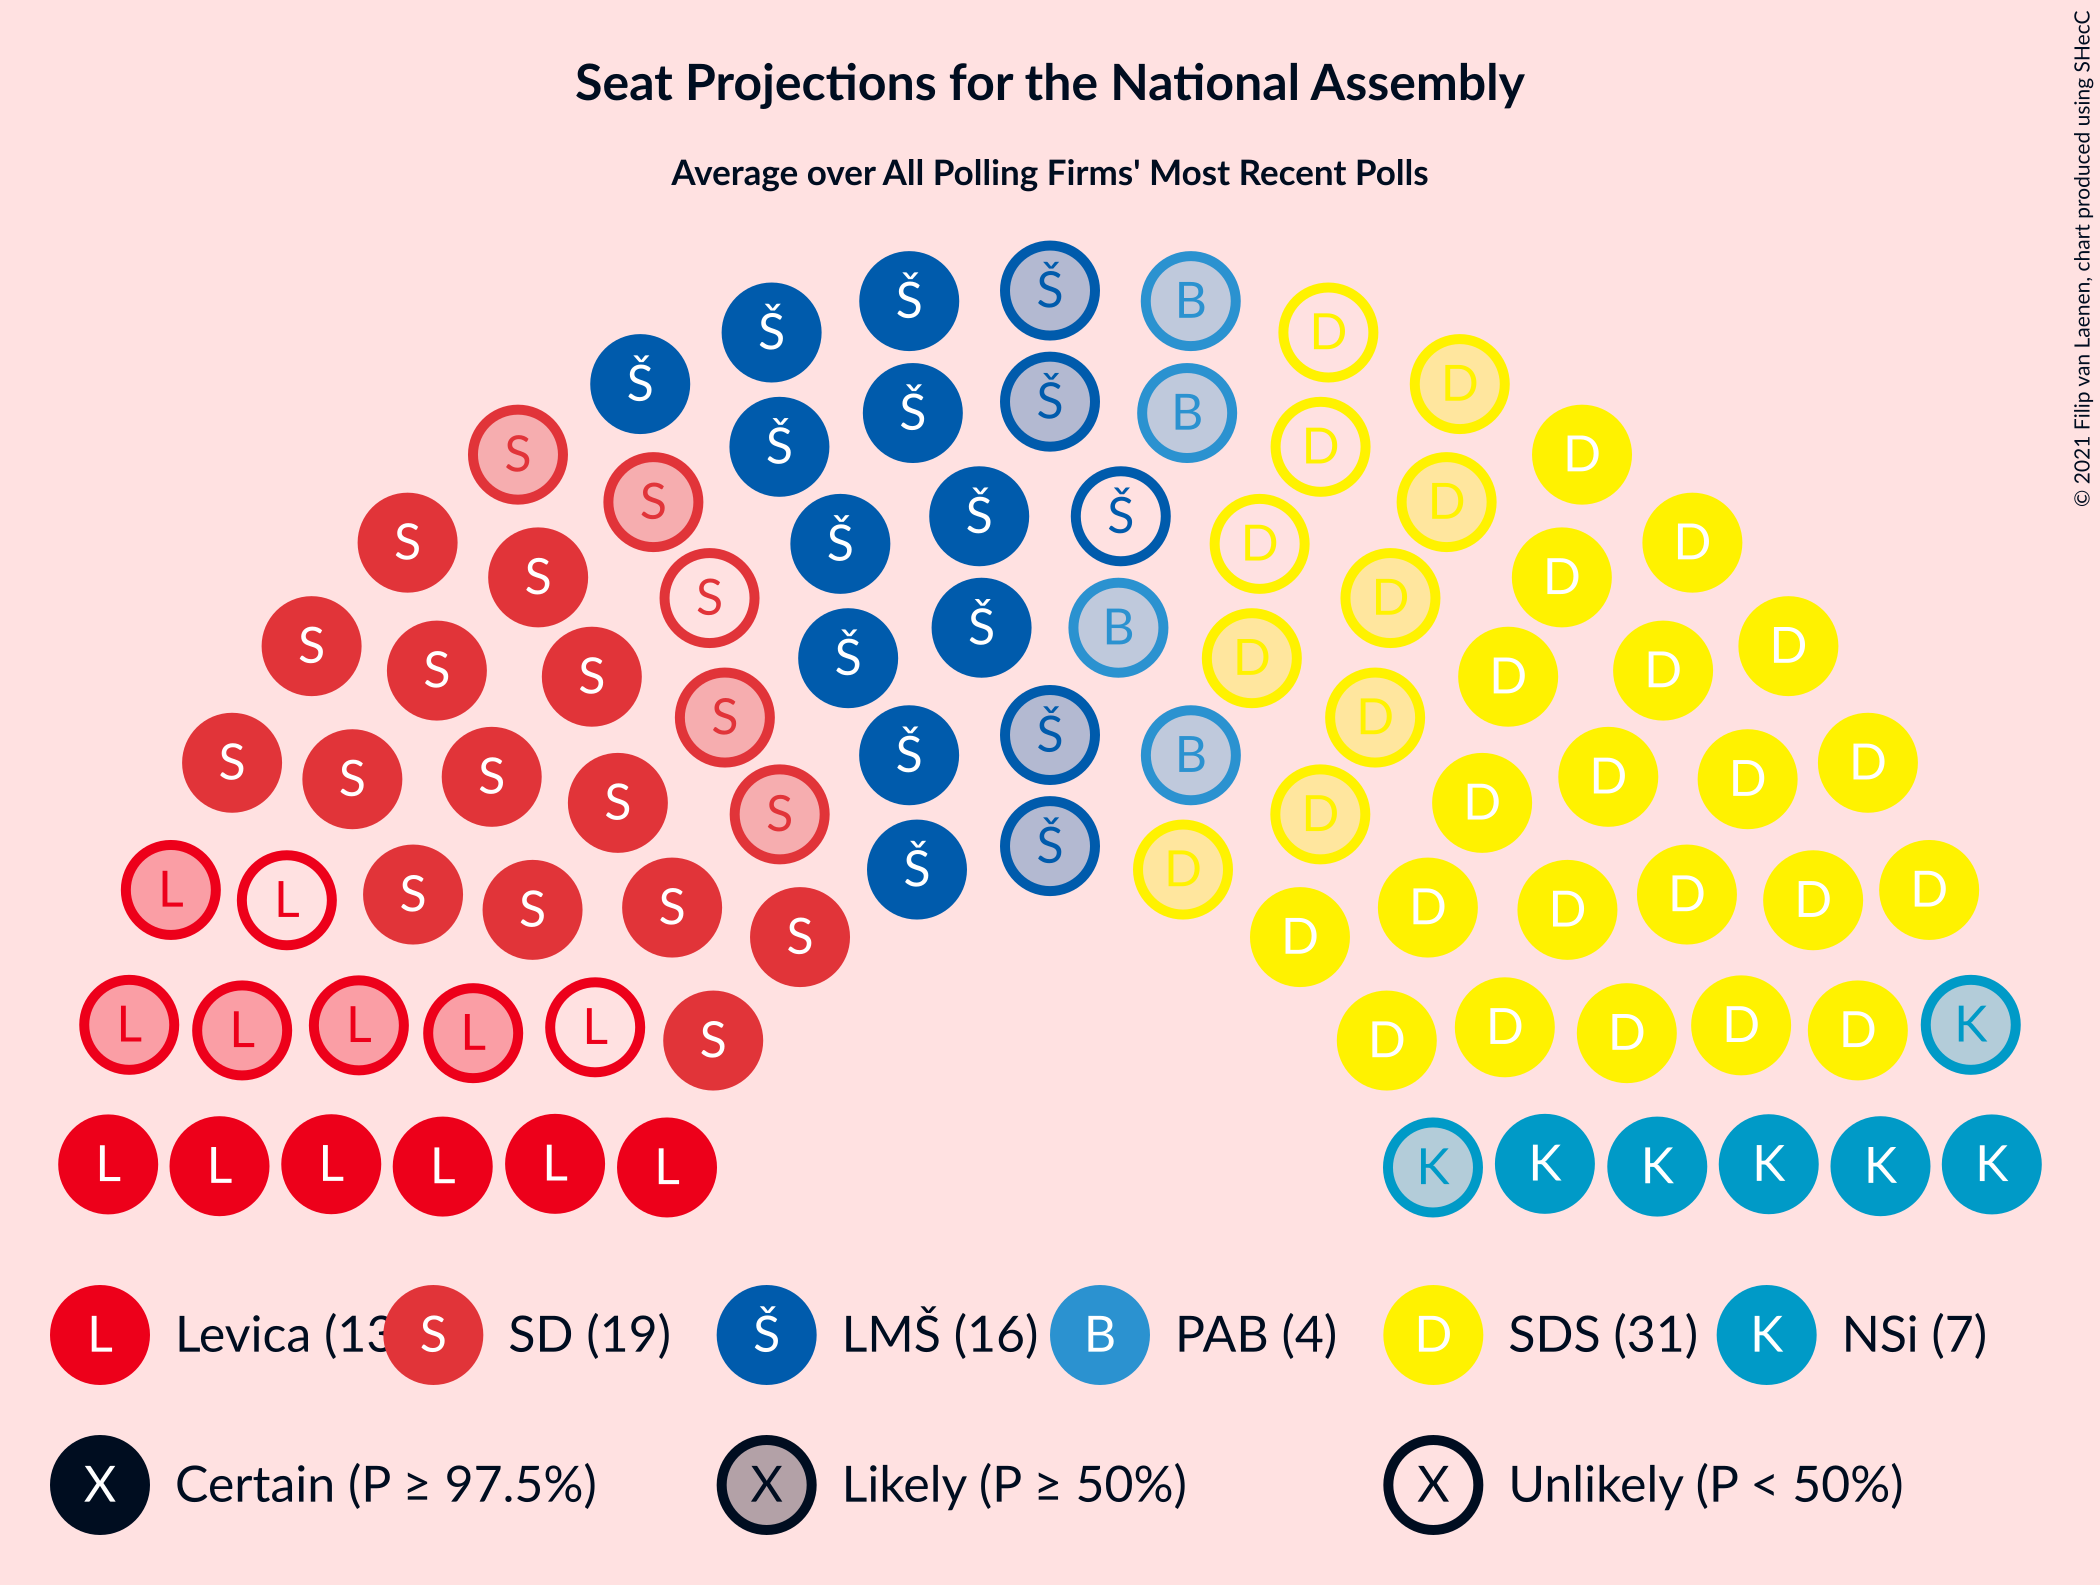 Seat Projections for the National Assembly
Average over All Polling Firms' Most Recent Polls
© 2021 Filip van Laenen, chart produced using SHecC
Š Š Š B D
Š D
Š Š B
S Š D
S D
S Š Š D
S D
S S D D
S Š B D
S S D D
S Š Š D
S S D D
S Š B D
S D
S S Š Š D D D
S S S S D D D D
L L S S S S Š Š D D D D D D D
L L L L L S D D D D D K
L L L L L L K K K K K K
L Levica (13 S SD (19) Š LMŠ (16) B PAB (4) D SDS (31) K NSi (7)
X Certain (P ≥ 97.5%) X Likely (P ≥ 50%) X Unlikely (P < 50%)